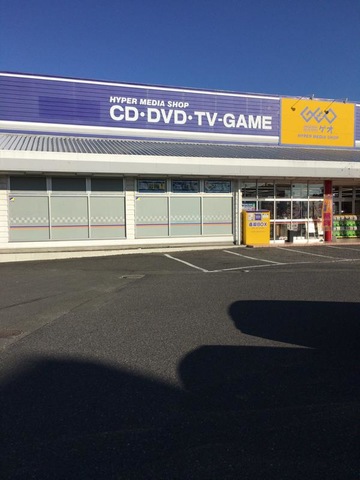 HYPER MEDIA SHOP
CD・DVD・TV-GAME
GEO
ゲオ
HYPER MEDIA SHOP